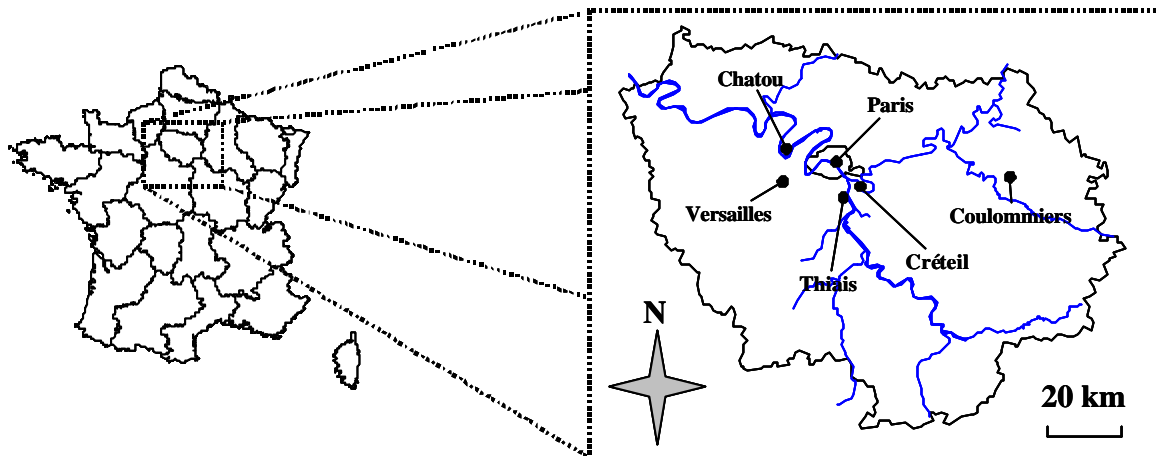 Chatou
Paris
Versailles
Coulommiers
Créteil
Thiais
N
20 km